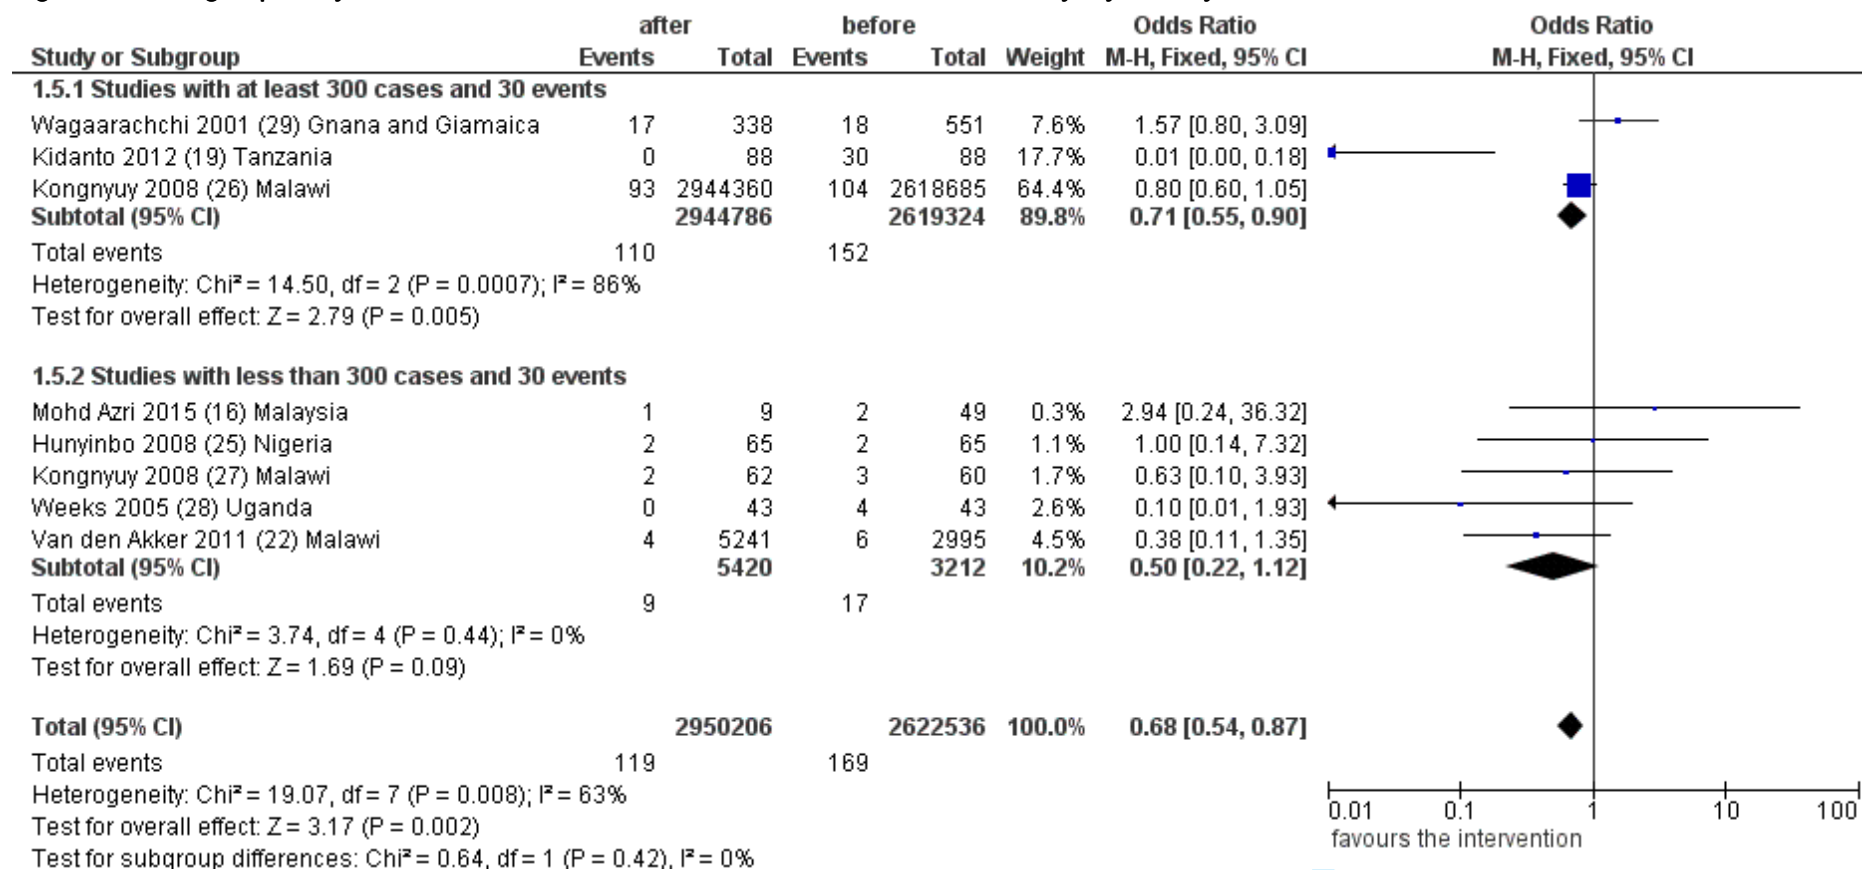 after before Odds Ratio Odds Ratio
Study or Subgroup Events Total Events Total Weight M-H, Fixed, 95% CI M-H, Fixed, 95% CI
1.5.1 Studies with at least 300 cases and 30 events
Wagaarachchi 2001 (29) Gnana and Giamaica 17 338 18 551 7.6% 1.57 [0.80, 3.09]
Kidanto 2012 (19) Tanzania 0 88 30 88 17.7% 0.01 [0.00, 0.18]
Kongnyuy 2008 (26) Malawi 93 2944360 104 2618685 64.4% 0.80 [0.60, 1.05]
Subtotal (95% CI) 2944786 2619324 89.8% 0.71 [0.55, 0.90]
Total events 110 152
Heterogeneity: Chi² = 14.50, df = 2 (P = 0.0007); I² = 86%
Test for overall effect: Z = 2.79 (P = 0.005)
1.5.2 Studies with less than 300 cases and 30 events
Mohd Azri 2015 (16) Malaysia 1 9 2 49 0.3% 2.94 [0.24, 36.32]
Hunyinbo 2008 (25) Nigeria 2 65 2 65 1.1% 1.00 [0.14, 7.32]
Kongnyuy 2008 (27) Malawi 2 62 3 60 1.7% 0.63 [0.10, 3.93]
Weeks 2005 (28) Uganda 0 43 4 43 2.6% 0.10 [0.01, 1.93]
Van den Akker 2011 (22) Malawi 4 5241 6 2995 4.5% 0.38 [0.11, 1.35]
Subtotal (95% CI) 5420 3212 10.2% 0.50 [0.22, 1.12]
Total events 9 17
Heterogeneity: Chi² = 3.74, df = 4 (P = 0.44); I² = 0%
Test for overall effect: Z = 1.69 (P = 0.09)
Total (95% CI) 2950206 2622536 100.0% 0.68 [0.54, 0.87]
Total events 119 169
Heterogeneity: Chi² = 19.07, df = 7 (P = 0.008); I² = 63%
Test for overall effect: Z = 3.17 (P = 0.002)
Test for subgroup differences: Chi² = 0.64, df = 1 (P = 0.42), I² = 0%
0.01 0.1 1 10 100
favours the intervention